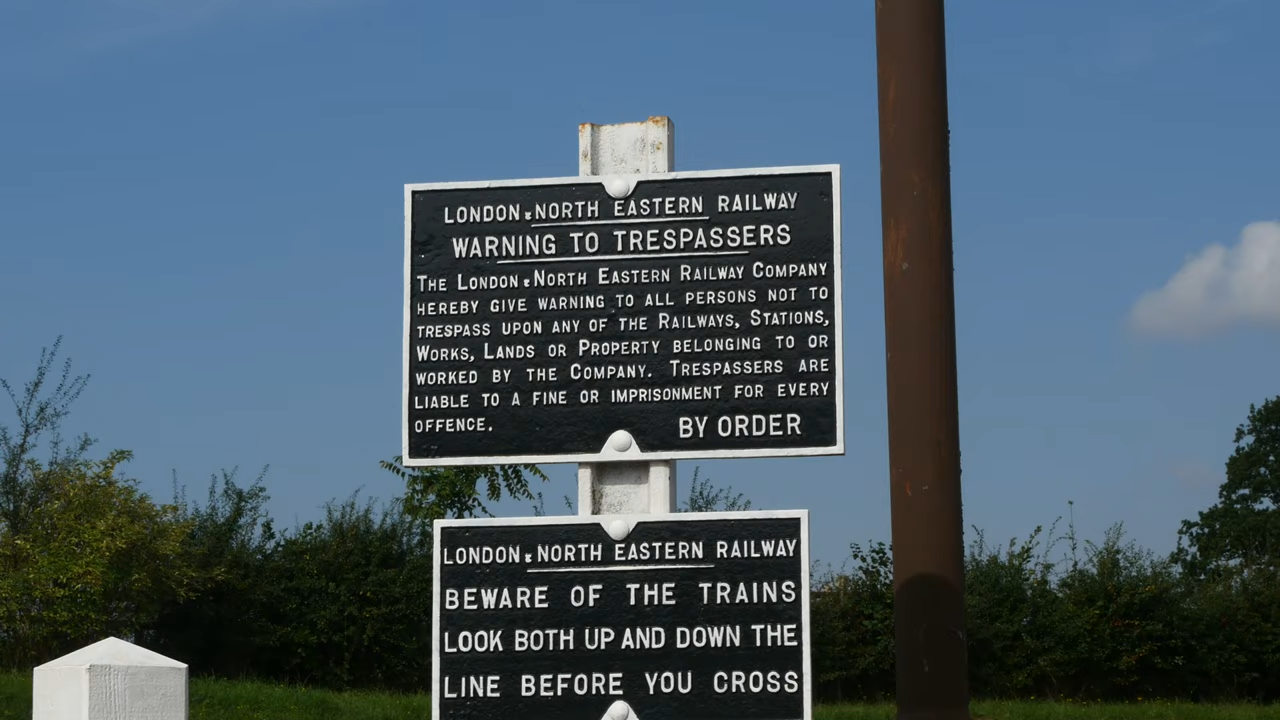 LONDON & NORTH EASTERN RAILWAY
WARNING TO TRESPASSERS
THE LONDON & NORTH EASTERN RAILWAY COMPANY
HEREBY GIVE WARNING TO ALL PERSONS NOT TO
TRESPASS UPON ANY OF THE RAILWAYS, STATIONS,
WORKS, LANDS OR PROPERTY BELONGING TO OR
WORKED BY THE COMPANY. TRESPASSERS ARE
LIABLE TO A FINE OR IMPRISONMENT FOR EVERY
OFFENCE. BY ORDER
LONDON & NORTH EASTERN RAILWAY
BEWARE OF THE TRAINS
LOOK BOTH UP AND DOWN THE
LINE BEFORE YOU CROSS